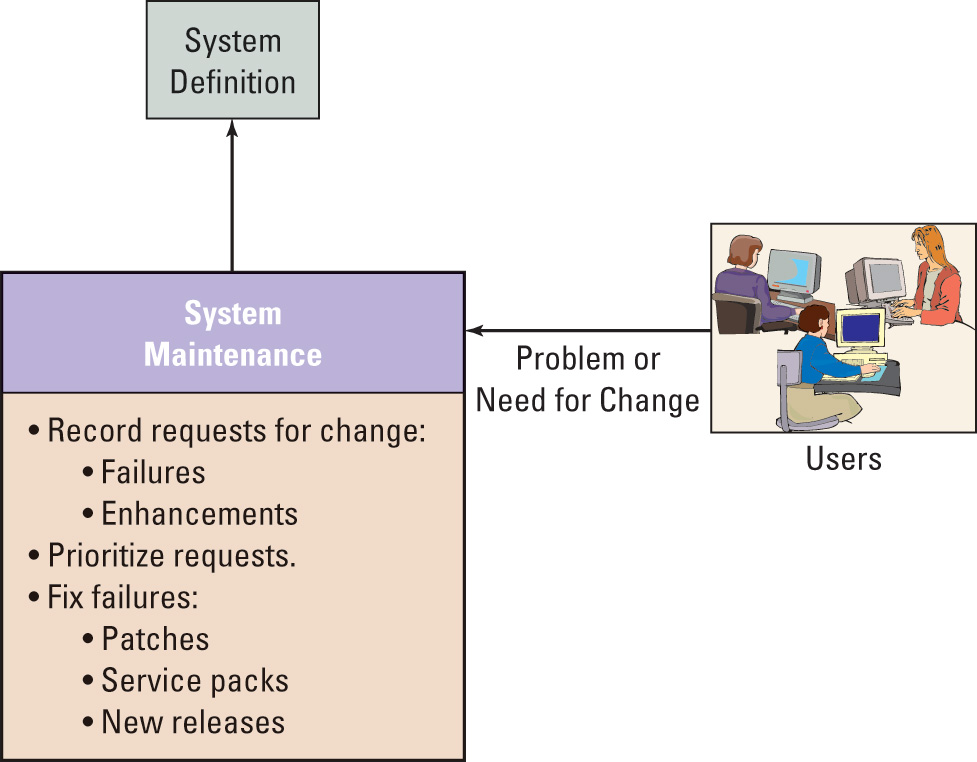 System
Definition
System
Maintenance
• Record requests for change:
• Failures
• Enhancements
• Prioritize requests.
• Fix failures:
• Patches
• Service packs
• New releases
Problem or
Need for Change
Users